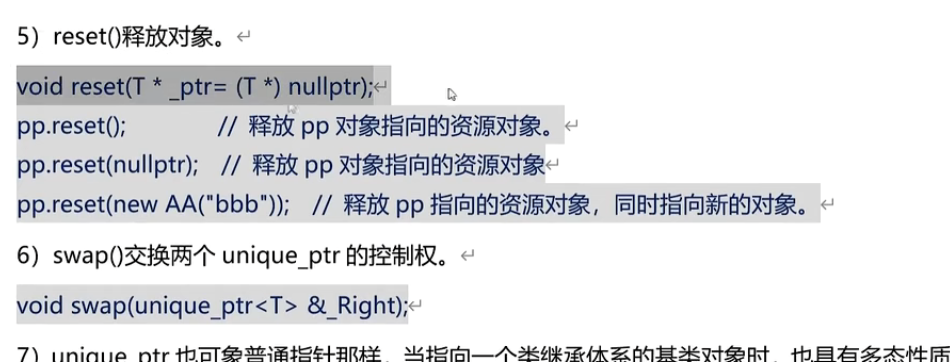 5）reset()释放对象。
void reset(T * _ptr= (T *) nullptr);
pp.reset(); // 释放 pp 对象指向的资源对象。
pp.reset(nullptr); // 释放 pp 对象指向的资源对象
pp.reset(new AA("bbb")); // 释放 pp 指向的资源对象，同时指向新的对象。
6）swap()交换两个 unique_ptr 的控制权。
void swap(unique_ptr<T> &_Right);
7）unique_ptr 也可象普通指针那样，当指向一个类继承体系的基类对象时，也具有多态性质